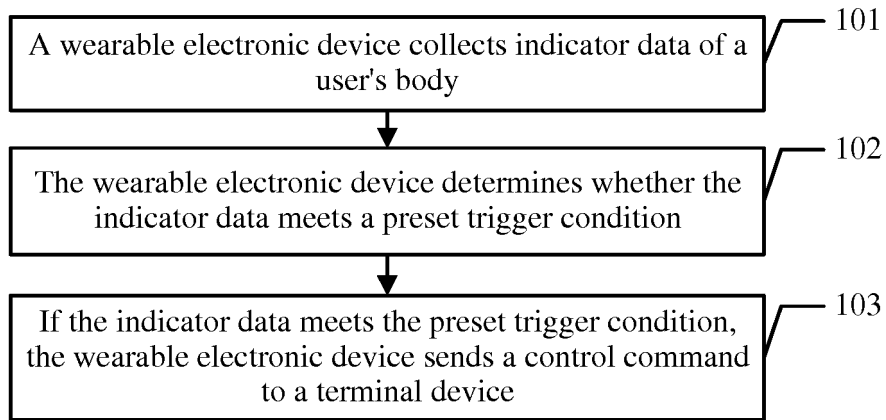 101
A wearable electronic device collects indicator data of a
user's body
102
The wearable electronic device determines whether the
indicator data meets a preset trigger condition
103
If the indicator data meets the preset trigger condition,
the wearable electronic device sends a control command
to a terminal device